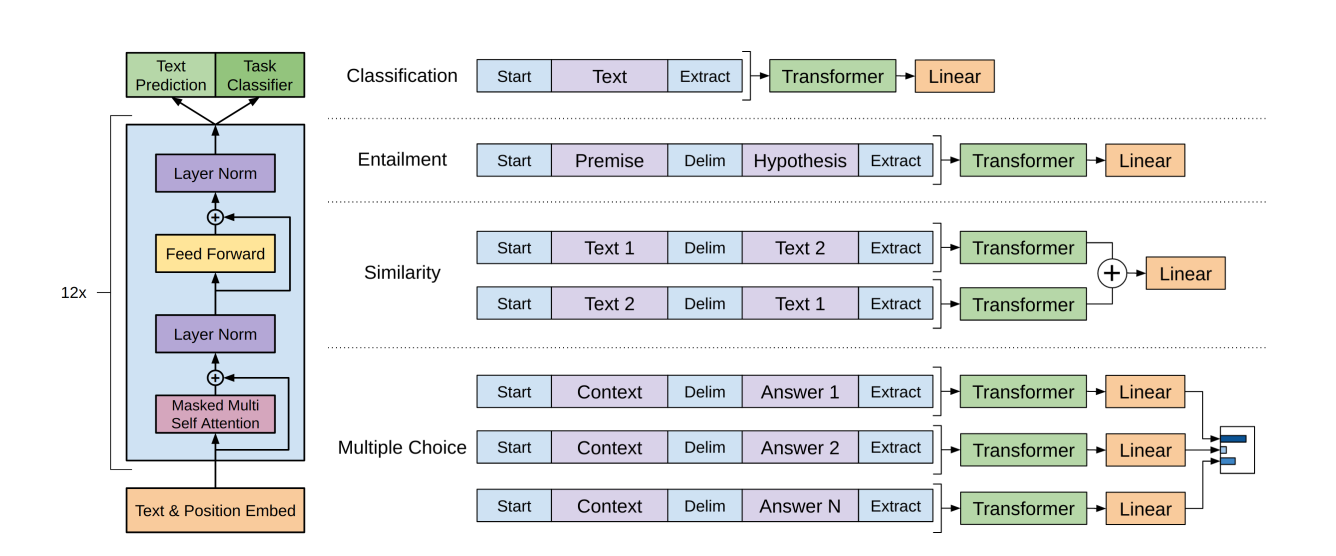 Text
Prediction
Task
Classifier
12x
Layer Norm
+
Feed Forward
Layer Norm
+
Masked Multi
Self Attention
Text & Position Embed
Classification
Start Text Extract Transformer Linear
Entailment
Start Premise Delim Hypothesis Extract Transformer Linear
Similarity
Start Text 1 Delim Text 2 Extract Transformer
+ Linear
Start Text 2 Delim Text 1 Extract Transformer
Multiple Choice
Start Context Delim Answer 1 Extract Transformer Linear
Start Context Delim Answer 2 Extract Transformer Linear
Start Context Delim Answer N Extract Transformer Linear